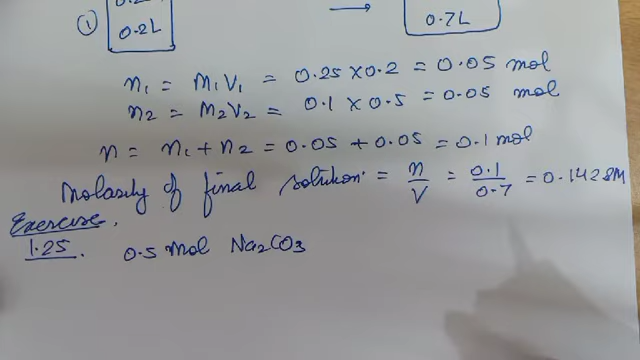 ① 0.2L
0.7L
n₁ = M₁V₁ = 0.25 × 0.2 = 0.05 mol
n₂ = M₂V₂ = 0.1 × 0.5 = 0.05 mol
n = n₁ + n₂ = 0.05 + 0.05 = 0.1 mol
Molarity of final solution = n/V = 0.1/0.7 = 0.1428M
Exercise.
1.25. 0.5 mol Na₂CO₃